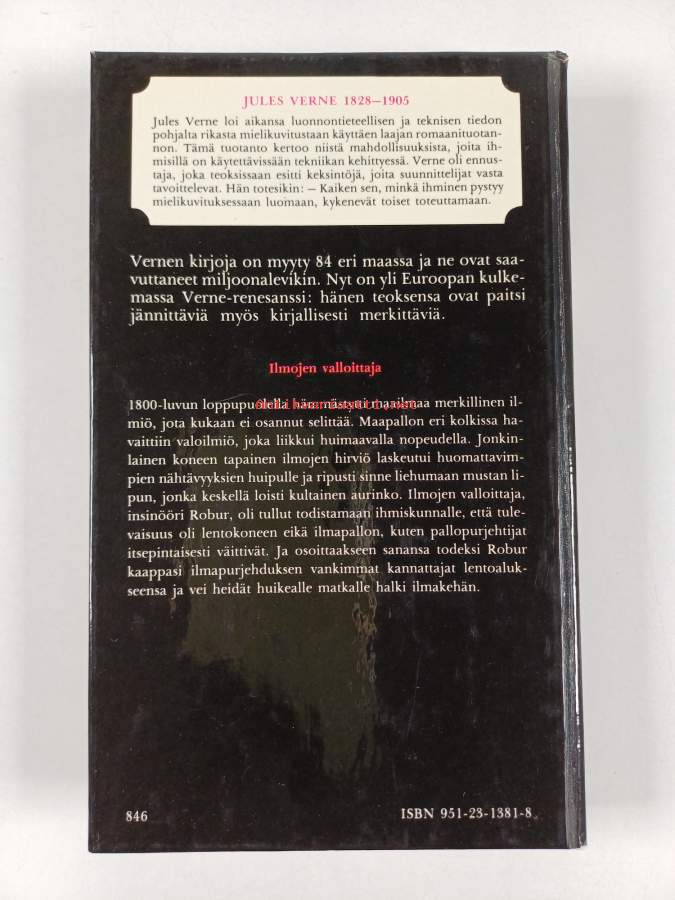 JULES VERNE 1828–1905
Jules Verne loi aikansa luonnontieteellisen ja teknisen tiedon
pohjalta rikasta mielikuvitustaan käyttäen laajan romaanituotan-
non. Tämä tuotanto kertoo niistä mahdollisuuksista, joita ih-
misillä on käytettävissään tekniikan kehittyessä. Verne oli ennus-
taja, joka teoksissaan esitti keksintöjä, joita suunnittelijat vasta
tavoittelevat. Hän totesikin: – Kaiken sen, minkä ihminen pystyy
mielikuvituksessaan luomaan, kykenevät toiset toteuttamaan.
Vernen kirjoja on myyty 84 eri maassa ja ne ovat saa-
vuttaneet miljoonalevikin. Nyt on yli Euroopan kulke-
massa Verne-renesanssi: hänen teoksensa ovat paitsi
jännittäviä myös kirjallisesti merkittäviä.
Ilmojen valloittaja
1800-luvun loppupuolella hämmästytti maailmaa merkillinen il-
miö, jota kukaan ei osannut selittää. Maapallon eri kolkissa ha-
vaittiin valoilmiö, joka liikkui huimaavalla nopeudella. Jonkin-
lainen koneen tapainen ilmojen hirviö laskeutui huomattavim-
pien nähtävyyksien huipulle ja ripusti sinne liehumaan mustan li-
pun, jonka keskellä loisti kultainen aurinko. Ilmojen valloittaja,
insinööri Robur, oli tullut todistamaan ihmiskunnalle, että tule-
vaisuus oli lentokoneen eikä ilmapallon, kuten pallopurjehtijat
itsepintaisesti väittivät. Ja osoittaakseen sanansa todeksi Robur
kaappasi ilmapurjehduksen vankimmat kannattajat lentoaluk-
seensa ja vei heidät huikealle matkalle halki ilmakehän.
846
ISBN 951-23-1381-8